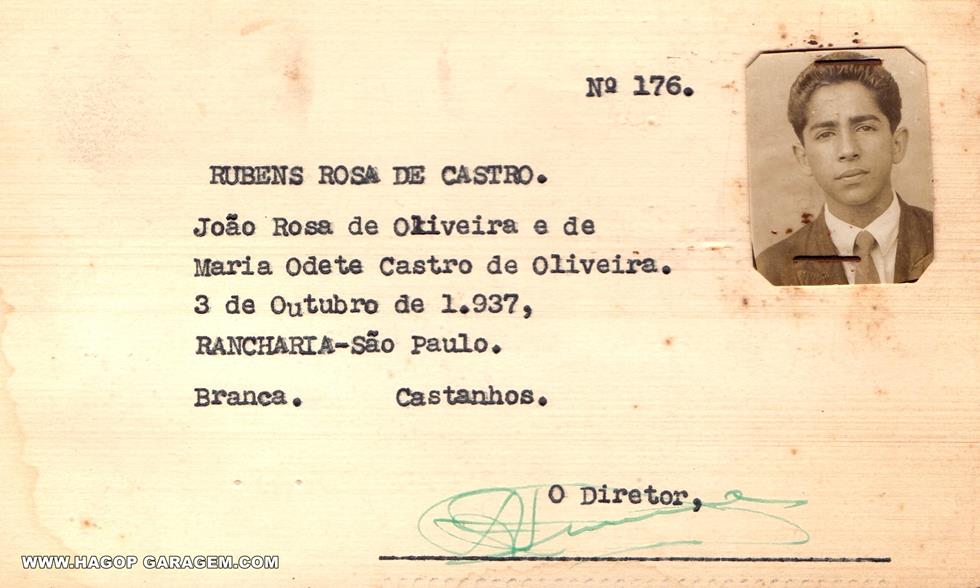 Nº 176.
RUBENS ROSA DE CASTRO.
João Rosa de Oliveira e de
Maria Odete Castro de Oliveira.
3 de Outubro de 1.937,
RANCHARIA-São Paulo.
Branca. Castanhos.
O Diretor,
WWW.HAGOP GARAGEM.COM